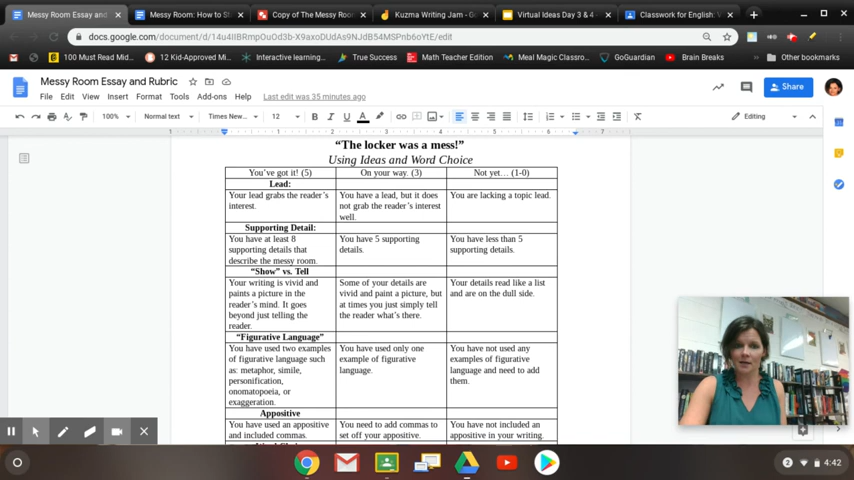 Messy Room Essay and
Messy Room: How to St
Copy of The Messy Room
Kuzma Writing Jam - Go
Virtual Ideas Day 3 & 4 -
Classwork for English: V
docs.google.com/document/d/14u4IIBRmpOuOd3b-X9axoDUdAs9NJdB54MSPnb6oYtE/edit
100 Must Read Mid...
12 Kid-Approved Mi...
Interactive learning...
True Success
Math Teacher Edition
Meal Magic Classro...
GoGuardian
Brain Breaks
Other bookmarks
Messy Room Essay and Rubric
File Edit View Insert Format Tools Add-ons Help
Last edit was 35 minutes ago
Share
100%
Normal text
Times New...
12
Editing
"The locker was a mess!"
Using Ideas and Word Choice
You've got it! (5)
On your way. (3)
Not yet… (1-0)
Lead:
Your lead grabs the reader's
interest.
You have a lead, but it does
not grab the reader's interest
well.
You are lacking a topic lead.
Supporting Detail:
You have at least 8
supporting details that
describe the messy room.
You have 5 supporting
details.
You have less than 5
supporting details.
"Show" vs. Tell
Your writing is vivid and
paints a picture in the
reader's mind. It goes
beyond just telling the
reader.
Some of your details are
vivid and paint a picture, but
at times you just simply tell
the reader what's there.
Your details read like a list
and are on the dull side.
"Figurative Language"
You have used two examples
of figurative language such
as: metaphor, simile,
personification,
onomatopoeia, or
exaggeration.
You have used only one
example of figurative
language.
You have not used any
examples of figurative
language and need to add
them.
Appositive
You have used an appositive
and included commas.
You need to add commas to
set off your appositive.
You have not included an
appositive in your writing.
2
4:42